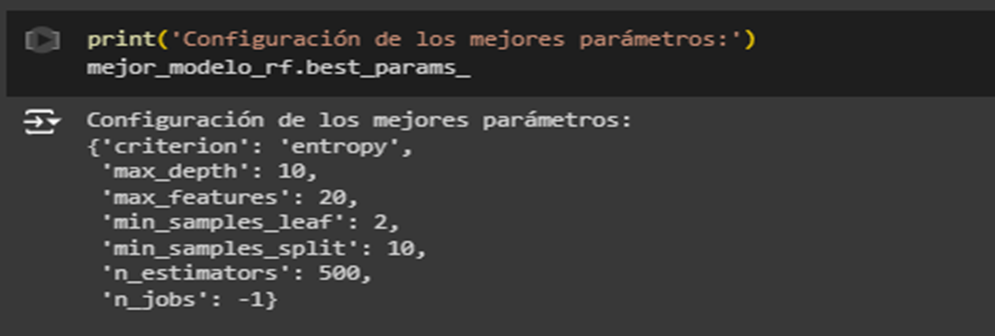 print('Configuración de los mejores parámetros:')
mejor_modelo_rf.best_params_
Configuración de los mejores parámetros:
{'criterion': 'entropy',
'max_depth': 10,
'max_features': 20,
'min_samples_leaf': 2,
'min_samples_split': 10,
'n_estimators': 500,
'n_jobs': -1}